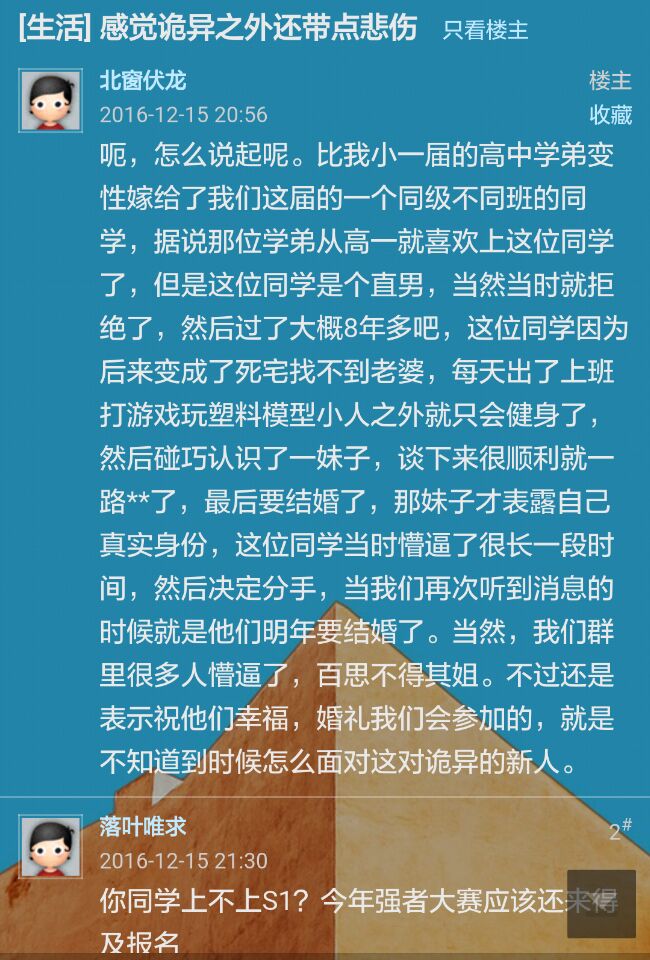 [生活] 感觉诡异之外还带点悲伤 只看楼主
北窗伏龙 楼主
2016-12-15 20:56 收藏
呃，怎么说起呢。比我小一届的高中学弟变
性嫁给了我们这届的一个同级不同班的同
学，据说那位学弟从高一就喜欢上这位同学
了，但是这位同学是个直男，当然当时就拒
绝了，然后过了大概8年多吧，这位同学因为
后来变成了死宅找不到老婆，每天出了上班
打游戏玩塑料模型小人之外就只会健身了，
然后碰巧认识了一妹子，谈下来很顺利就一
路**了，最后要结婚了，那妹子才表露自己
真实身份，这位同学当时懵逼了很长一段时
间，然后决定分手，当我们再次听到消息的
时候就是他们明年要结婚了。当然，我们群
里很多人懵逼了，百思不得其姐。不过还是
表示祝他们幸福，婚礼我们会参加的，就是
不知道到时候怎么面对这对诡异的新人。
落叶唯求 2#
2016-12-15 21:30
你同学上不上S1？今年强者大赛应该还来得
及报名